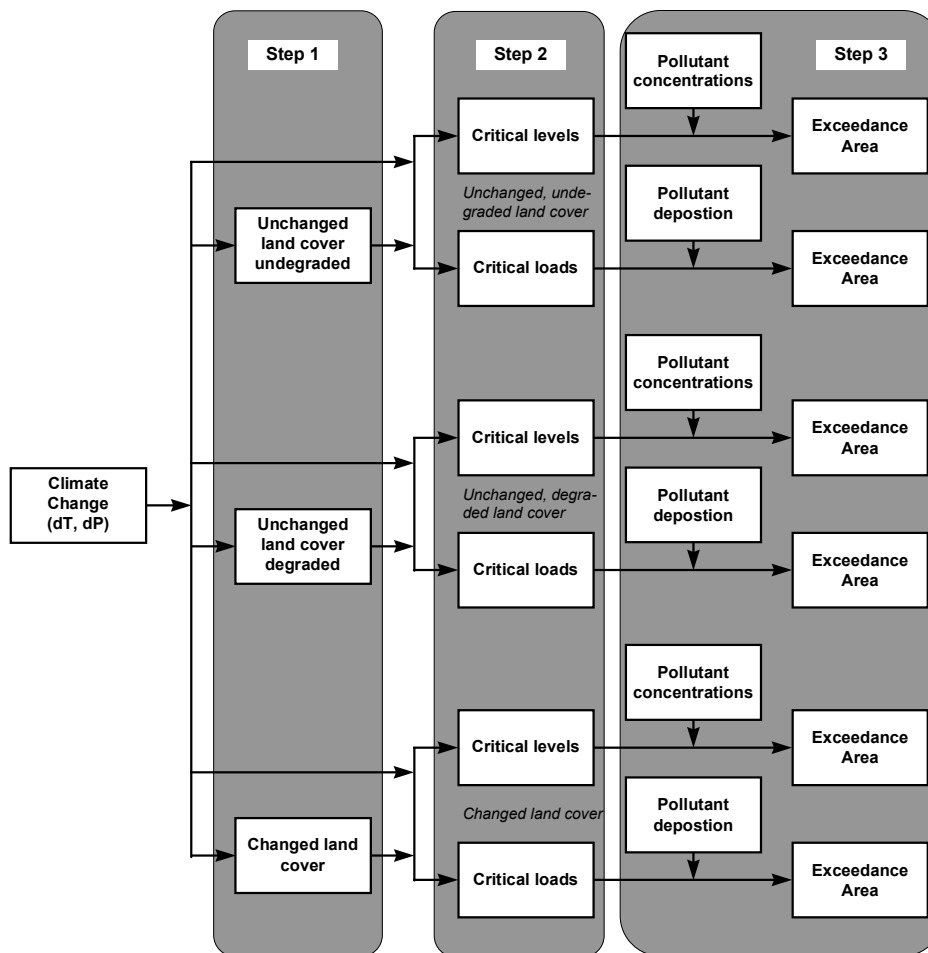 Step 1
Step 2
Step 3
Pollutant
concentrations
Critical levels
Exceedance
Area
Unchanged, unde-
graded land cover
Pollutant
depostion
Unchanged
land cover
undegraded
Critical loads
Exceedance
Area
Pollutant
concentrations
Critical levels
Exceedance
Area
Climate
Change
(dT, dP)
Unchanged, degra-
ded land cover
Pollutant
depostion
Unchanged
land cover
degraded
Critical loads
Exceedance
Area
Pollutant
concentrations
Critical levels
Exceedance
Area
Changed land cover
Pollutant
depostion
Changed land
cover
Critical loads
Exceedance
Area